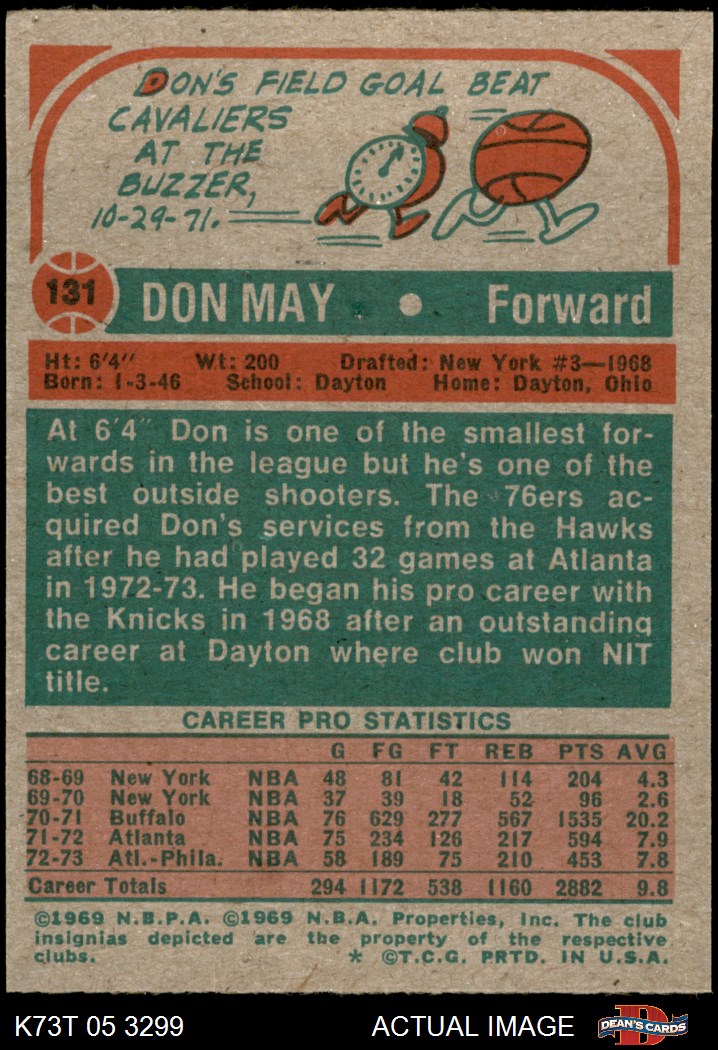 DON'S FIELD GOAL BEAT
CAVALIERS
AT THE
BUZZER,
10-29-71.
131 DON MAY • Forward
Ht: 6'4" Wt: 200 Drafted: New York #3—1968
Born: 1-3-46 School: Dayton Home: Dayton, Ohio
At 6'4" Don is one of the smallest for-
wards in the league but he's one of the
best outside shooters. The 76ers ac-
quired Don's services from the Hawks
after he had played 32 games at Atlanta
in 1972-73. He began his pro career with
the Knicks in 1968 after an outstanding
career at Dayton where club won NIT
title.
CAREER PRO STATISTICS
G FG FT REB PTS AVG
68-69 New York NBA 48 81 42 114 204 4.3
69-70 New York NBA 37 39 18 52 96 2.6
70-71 Buffalo NBA 76 629 277 567 1535 20.2
71-72 Atlanta NBA 75 234 126 217 594 7.9
72-73 Atl.-Phila. NBA 58 189 75 210 453 7.8
Career Totals 294 1172 538 1160 2882 9.8
©1969 N.B.P.A. ©1969 N.B.A. Properties, Inc. The club
insignias depicted are the property of the respective
clubs. * ©T.C.G. PRTD. IN U.S.A.
K73T 05 3299 ACTUAL IMAGE D DEAN'S CARDS